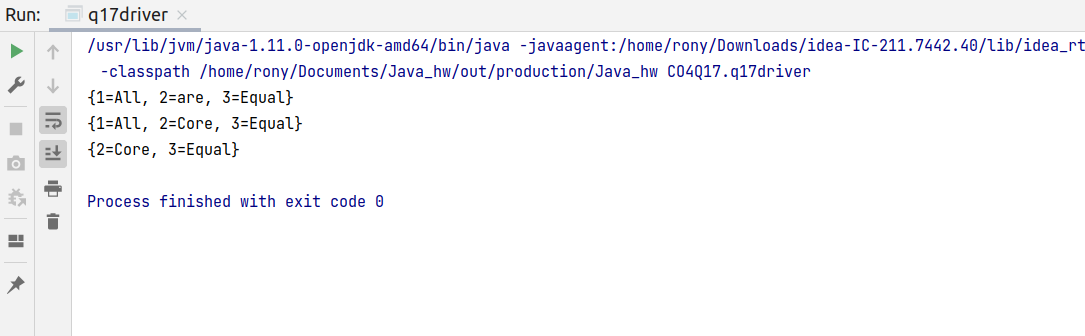 Run: q17driver
/usr/lib/jvm/java-1.11.0-openjdk-amd64/bin/java -javaagent:/home/rony/Downloads/idea-IC-211.7442.40/lib/idea_rt
-classpath /home/rony/Documents/Java_hw/out/production/Java_hw CO4Q17.q17driver
{1=All, 2=are, 3=Equal}
{1=All, 2=Core, 3=Equal}
{2=Core, 3=Equal}
Process finished with exit code 0